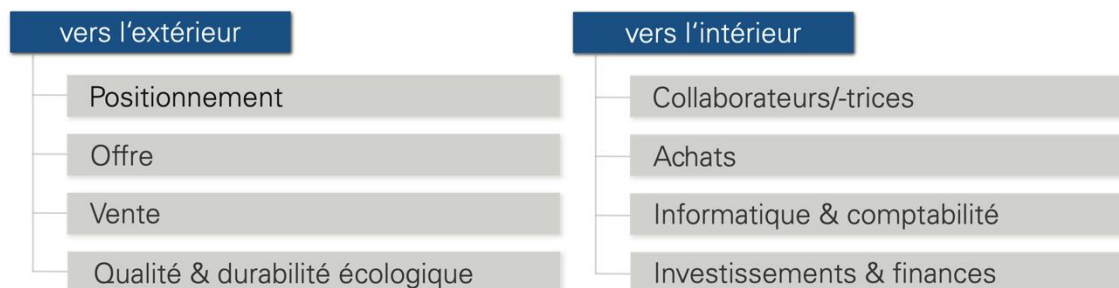 vers l‘extérieur
Positionnement
Offre
Vente
Qualité & durabilité écologique
vers l‘intérieur
Collaborateurs/-trices
Achats
Informatique & comptabilité
Investissements & finances